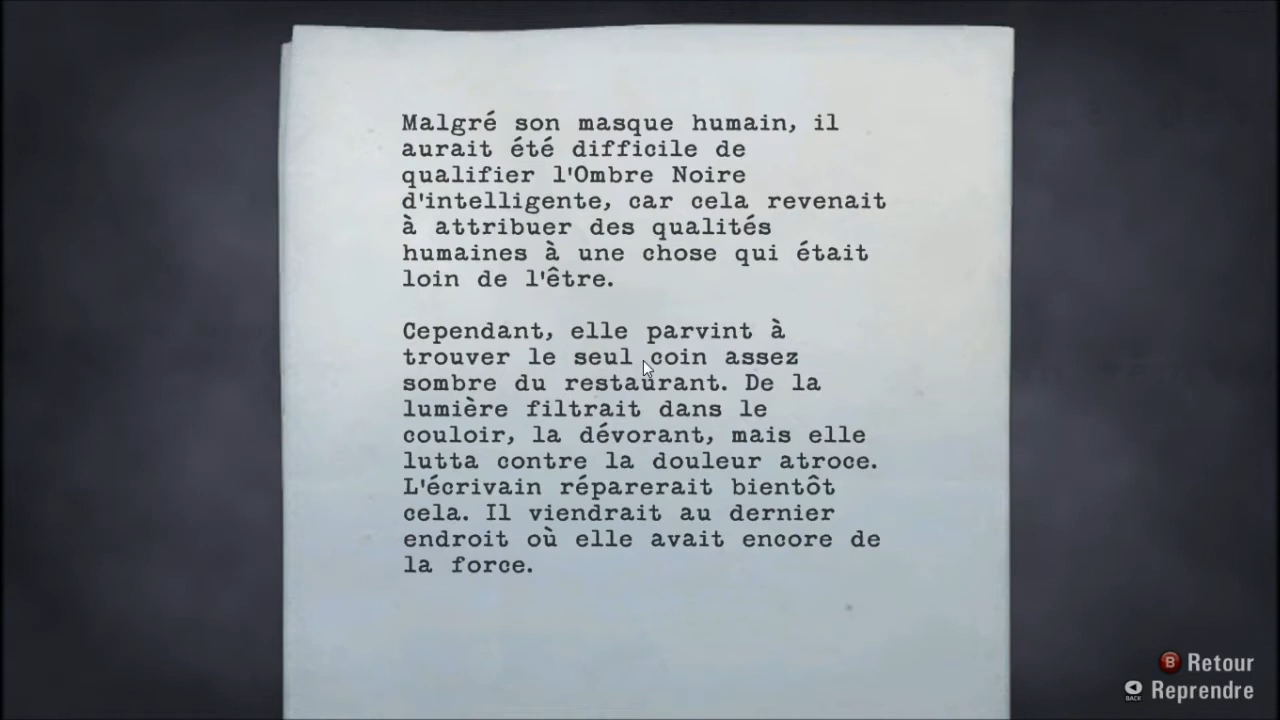 Malgré son masque humain, il
aurait été difficile de
qualifier l'Ombre Noire
d'intelligente, car cela revenait
à attribuer des qualités
humaines à une chose qui était
loin de l'être.
Cependant, elle parvint à
trouver le seul coin assez
sombre du restaurant. De la
lumière filtrait dans le
couloir, la dévorant, mais elle
lutta contre la douleur atroce.
L'écrivain réparerait bientôt
cela. Il viendrait au dernier
endroit où elle avait encore de
la force.
B Retour
BACK Reprendre